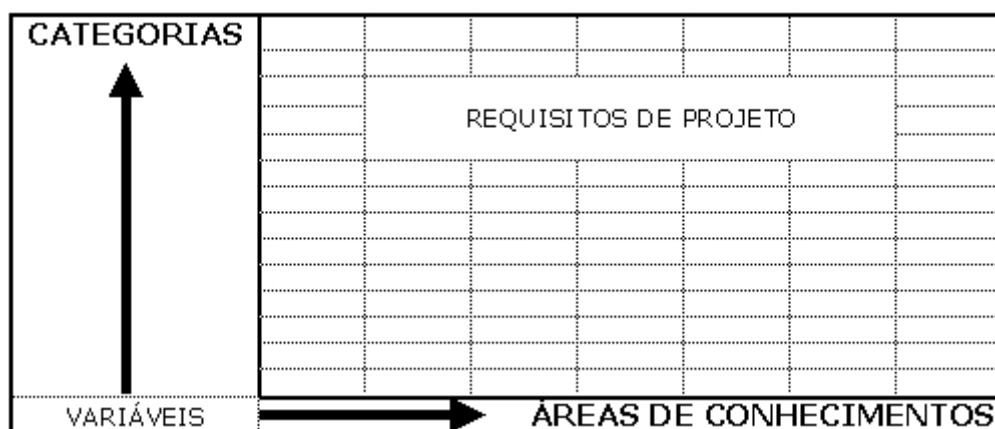 CATEGORIAS
REQUISITOS DE PROJETO
VARIÁVEIS
ÁREAS DE CONHECIMENTOS